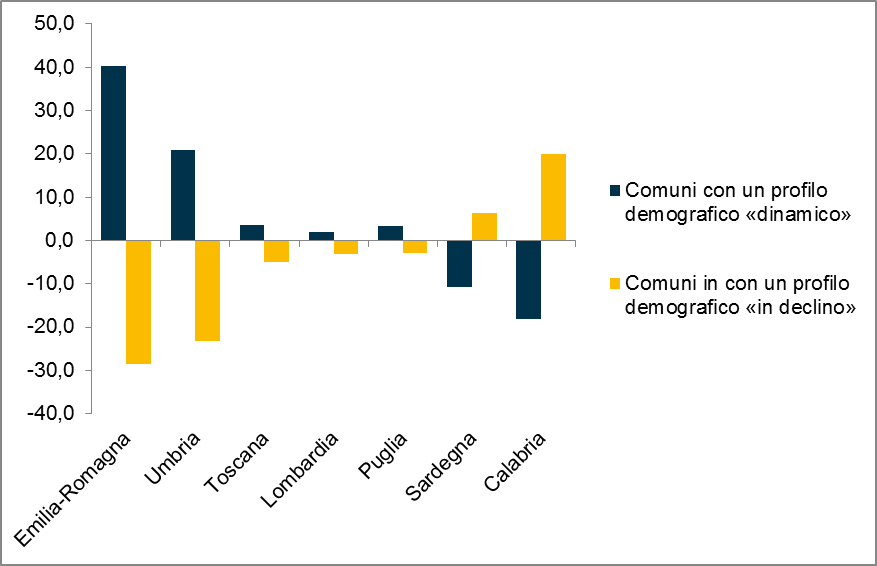 50,0
40,0
30,0
20,0
10,0
0,0
-10,0
-20,0
-30,0
-40,0
Emilia-Romagna
Umbria
Toscana
Lombardia
Puglia
Sardegna
Calabria
Comuni con un profilo
demografico «dinamico»
Comuni in con un profilo
demografico «in declino»